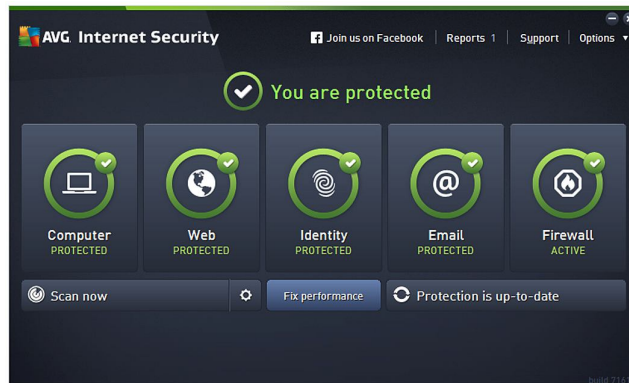 AVG. Internet Security
Join us on Facebook
Reports 1
Support
Options
You are protected
Computer
PROTECTED
Web
PROTECTED
Identity
PROTECTED
@
Email
PROTECTED
Firewall
ACTIVE
Scan now
Fix performance
Protection is up-to-date
build